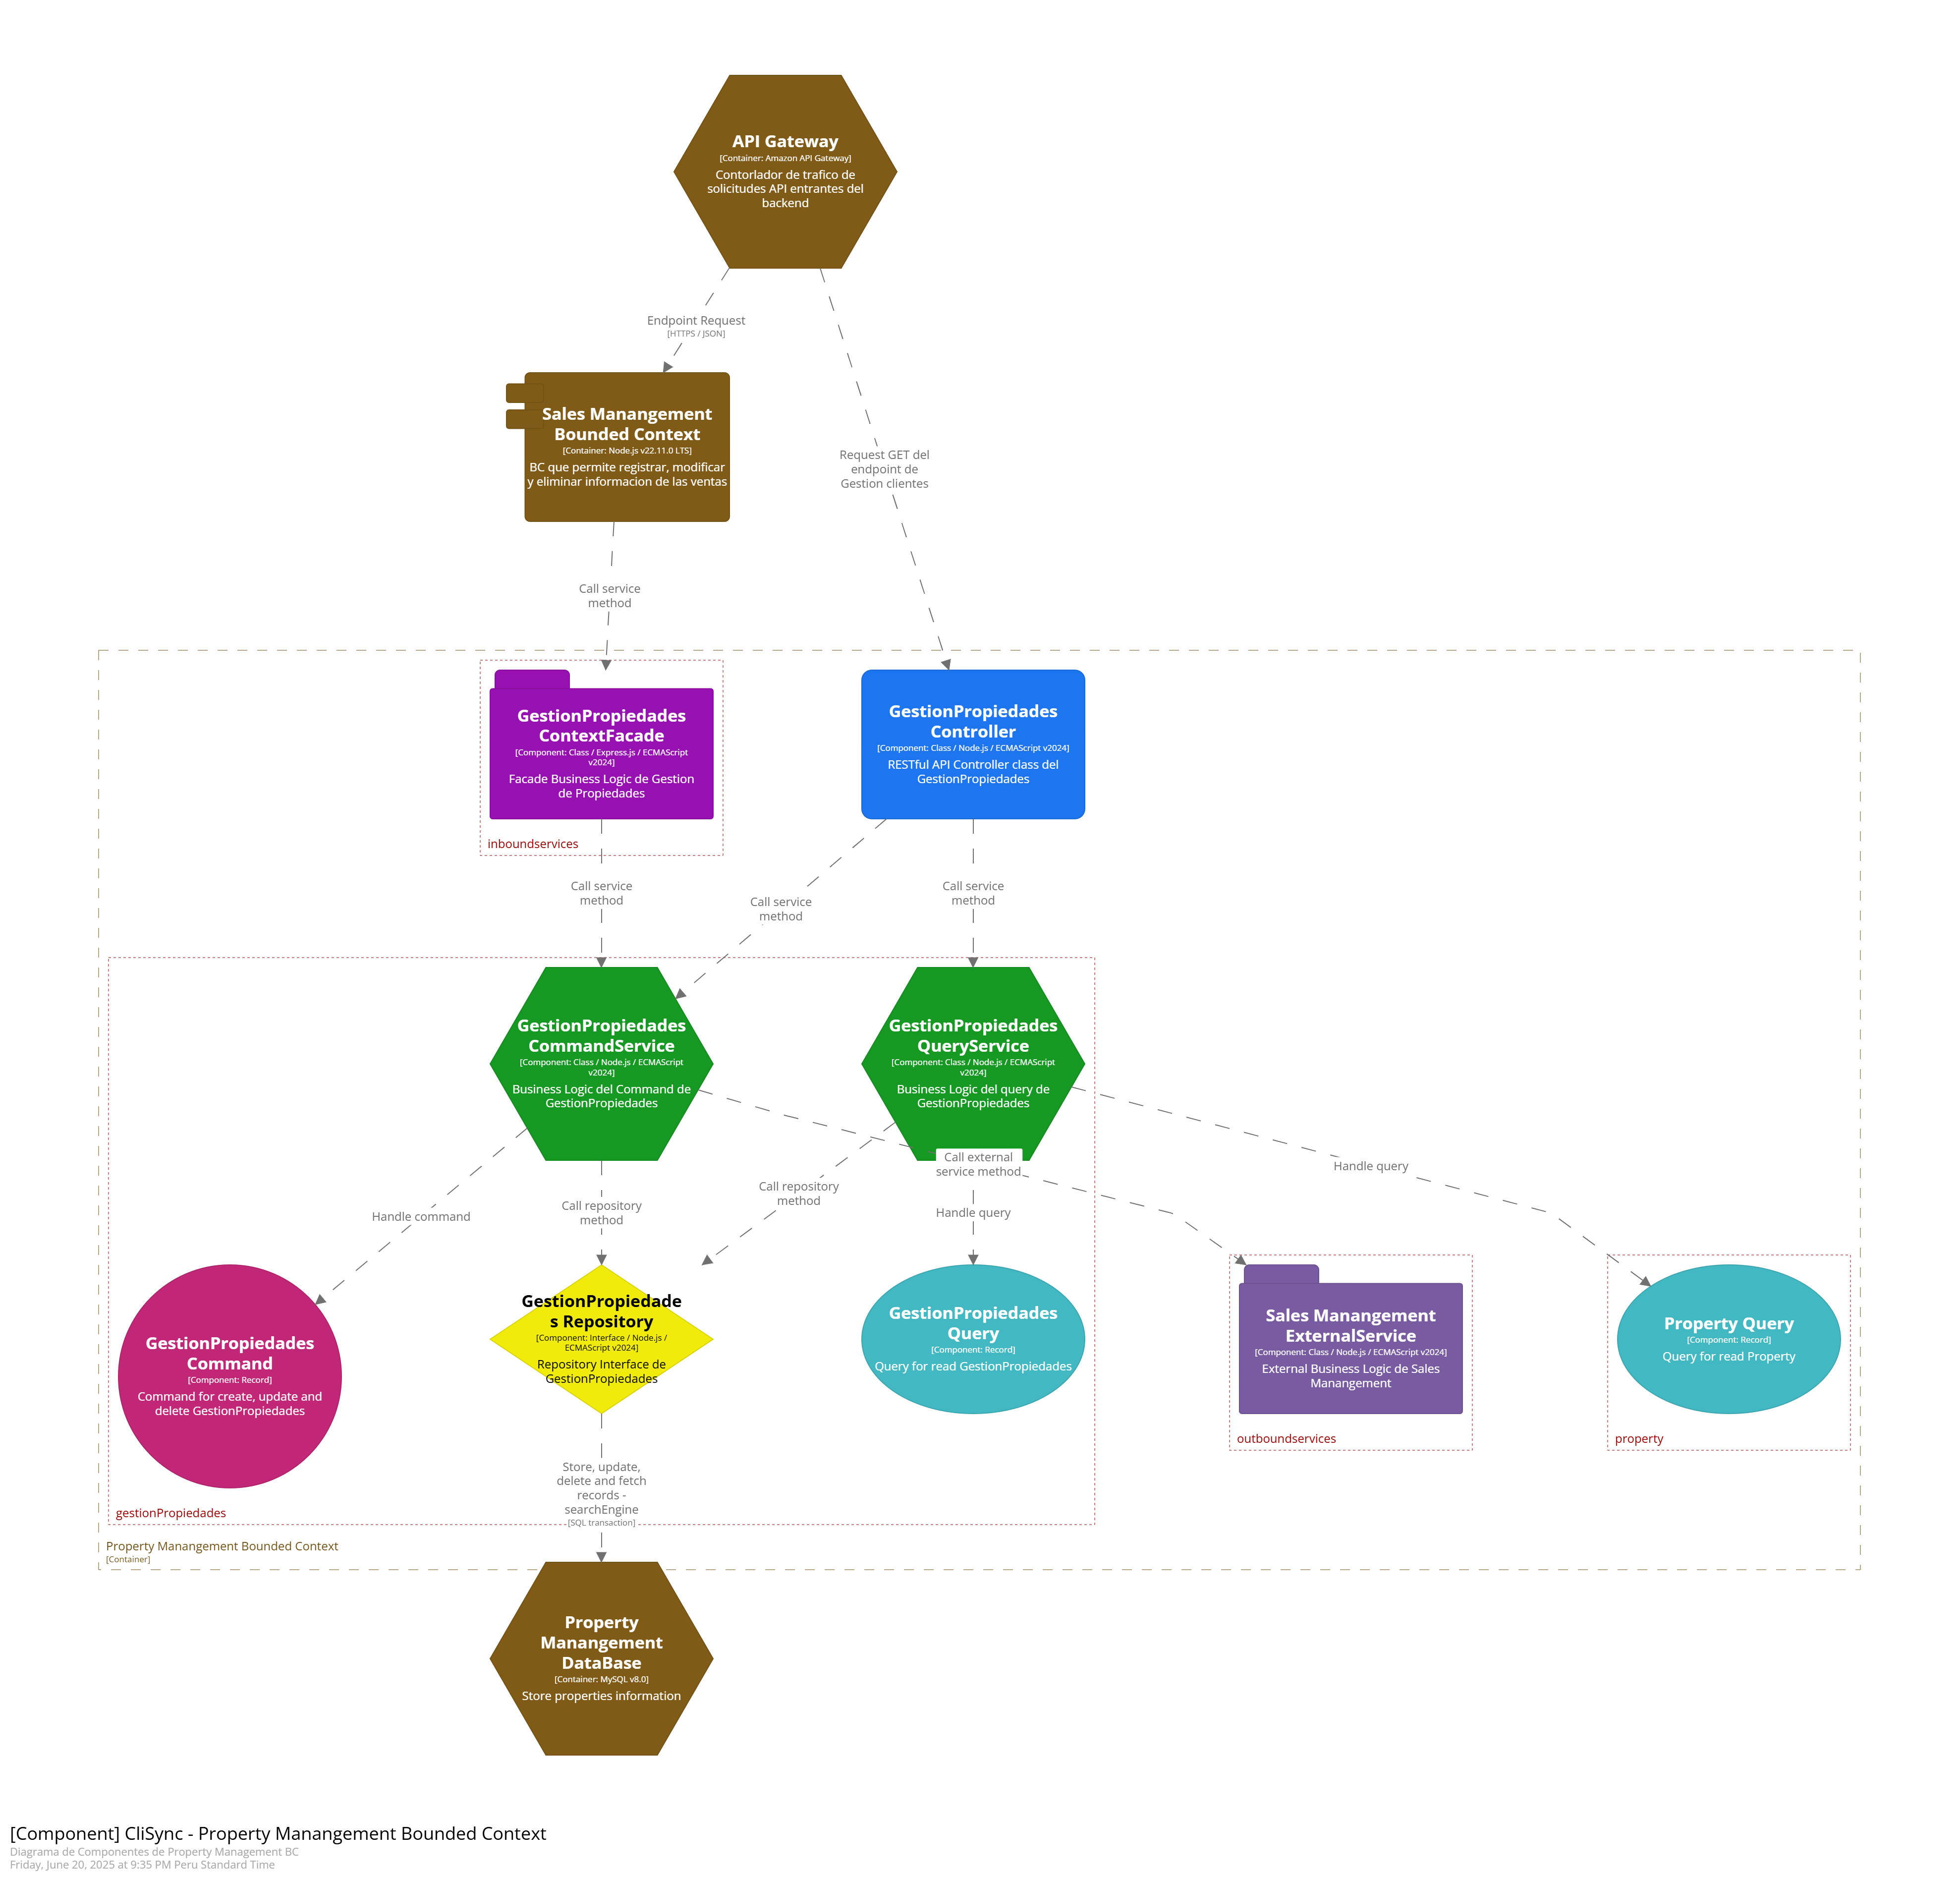 API Gateway
[Container: Amazon API Gateway]
Contorlador de trafico de
solicitudes API entrantes del
backend
Endpoint Request
[HTTPS / JSON]
Sales Manangement
Bounded Context
[Container: Node.js v22.11.0 LTS]
BC que permite registrar, modificar
y eliminar informacion de las ventas
Request GET del
endpoint de
Gestion clientes
Call service
method
GestionPropiedades
ContextFacade
[Component: Class / Express.js / ECMAScript
v2024]
Facade Business Logic de Gestion
de Propiedades
inboundservices
GestionPropiedades
Controller
[Component: Class / Node.js / ECMAScript v2024]
RESTful API Controller class del
GestionPropiedades
Call service
method
Call service
method
Call service
method
GestionPropiedades
CommandService
[Component: Class / Node.js / ECMAScript
v2024]
Business Logic del Command de
GestionPropiedades
GestionPropiedades
QueryService
[Component: Class / Node.js / ECMAScript
v2024]
Business Logic del query de
GestionPropiedades
Call external
service method
Handle query
Call repository
method
Handle command
Call repository
method
Handle query
GestionPropiedades
Command
[Component: Record]
Command for create, update and
delete GestionPropiedades
GestionPropiedade
s Repository
[Component: Interface / Node.js /
ECMAScript v2024]
Repository Interface de
GestionPropiedades
GestionPropiedades
Query
[Component: Record]
Query for read GestionPropiedades
Sales Manangement
ExternalService
[Component: Class / Node.js / ECMAScript v2024]
External Business Logic de Sales
Manangement
outboundservices
Property Query
[Component: Record]
Query for read Property
property
Store, update,
delete and fetch
records -
searchEngine
[SQL transaction]
gestionPropiedades
Property Manangement Bounded Context
[Container]
Property
Manangement
DataBase
[Container: MySQL v8.0]
Store properties information
[Component] CliSync - Property Manangement Bounded Context
Diagrama de Componentes de Property Management BC
Friday, June 20, 2025 at 9:35 PM Peru Standard Time